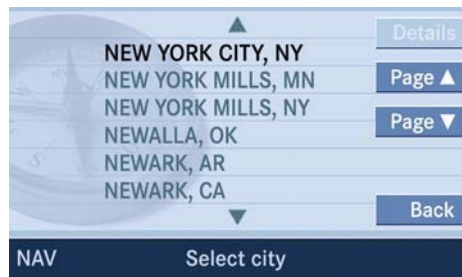 Details
NEW YORK CITY, NY
NEW YORK MILLS, MN
Page ▲
NEW YORK MILLS, NY
Page ▼
NEWALLA, OK
NEWARK, AR
NEWARK, CA
Back
NAV Select city